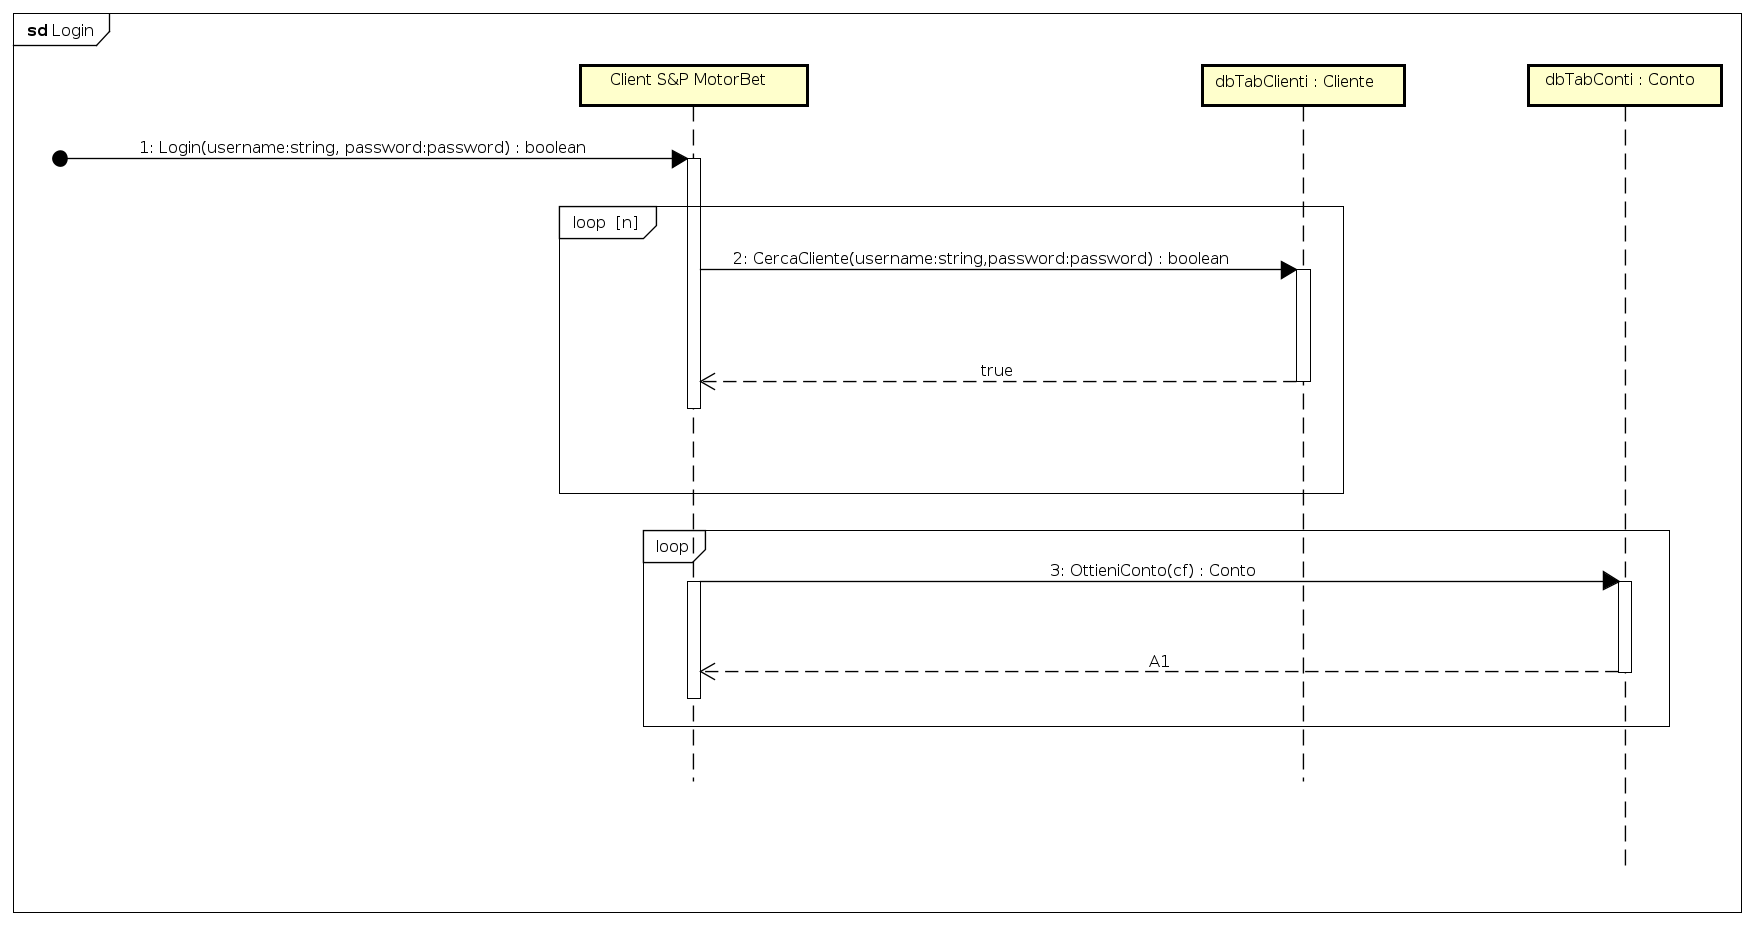 sd Login
Client S&P MotorBet
dbTabClienti : Cliente
dbTabConti : Conto
1: Login(username:string, password:password) : boolean
loop [n]
2: CercaCliente(username:string,password:password) : boolean
true
loop
3: OttieniConto(cf) : Conto
A1